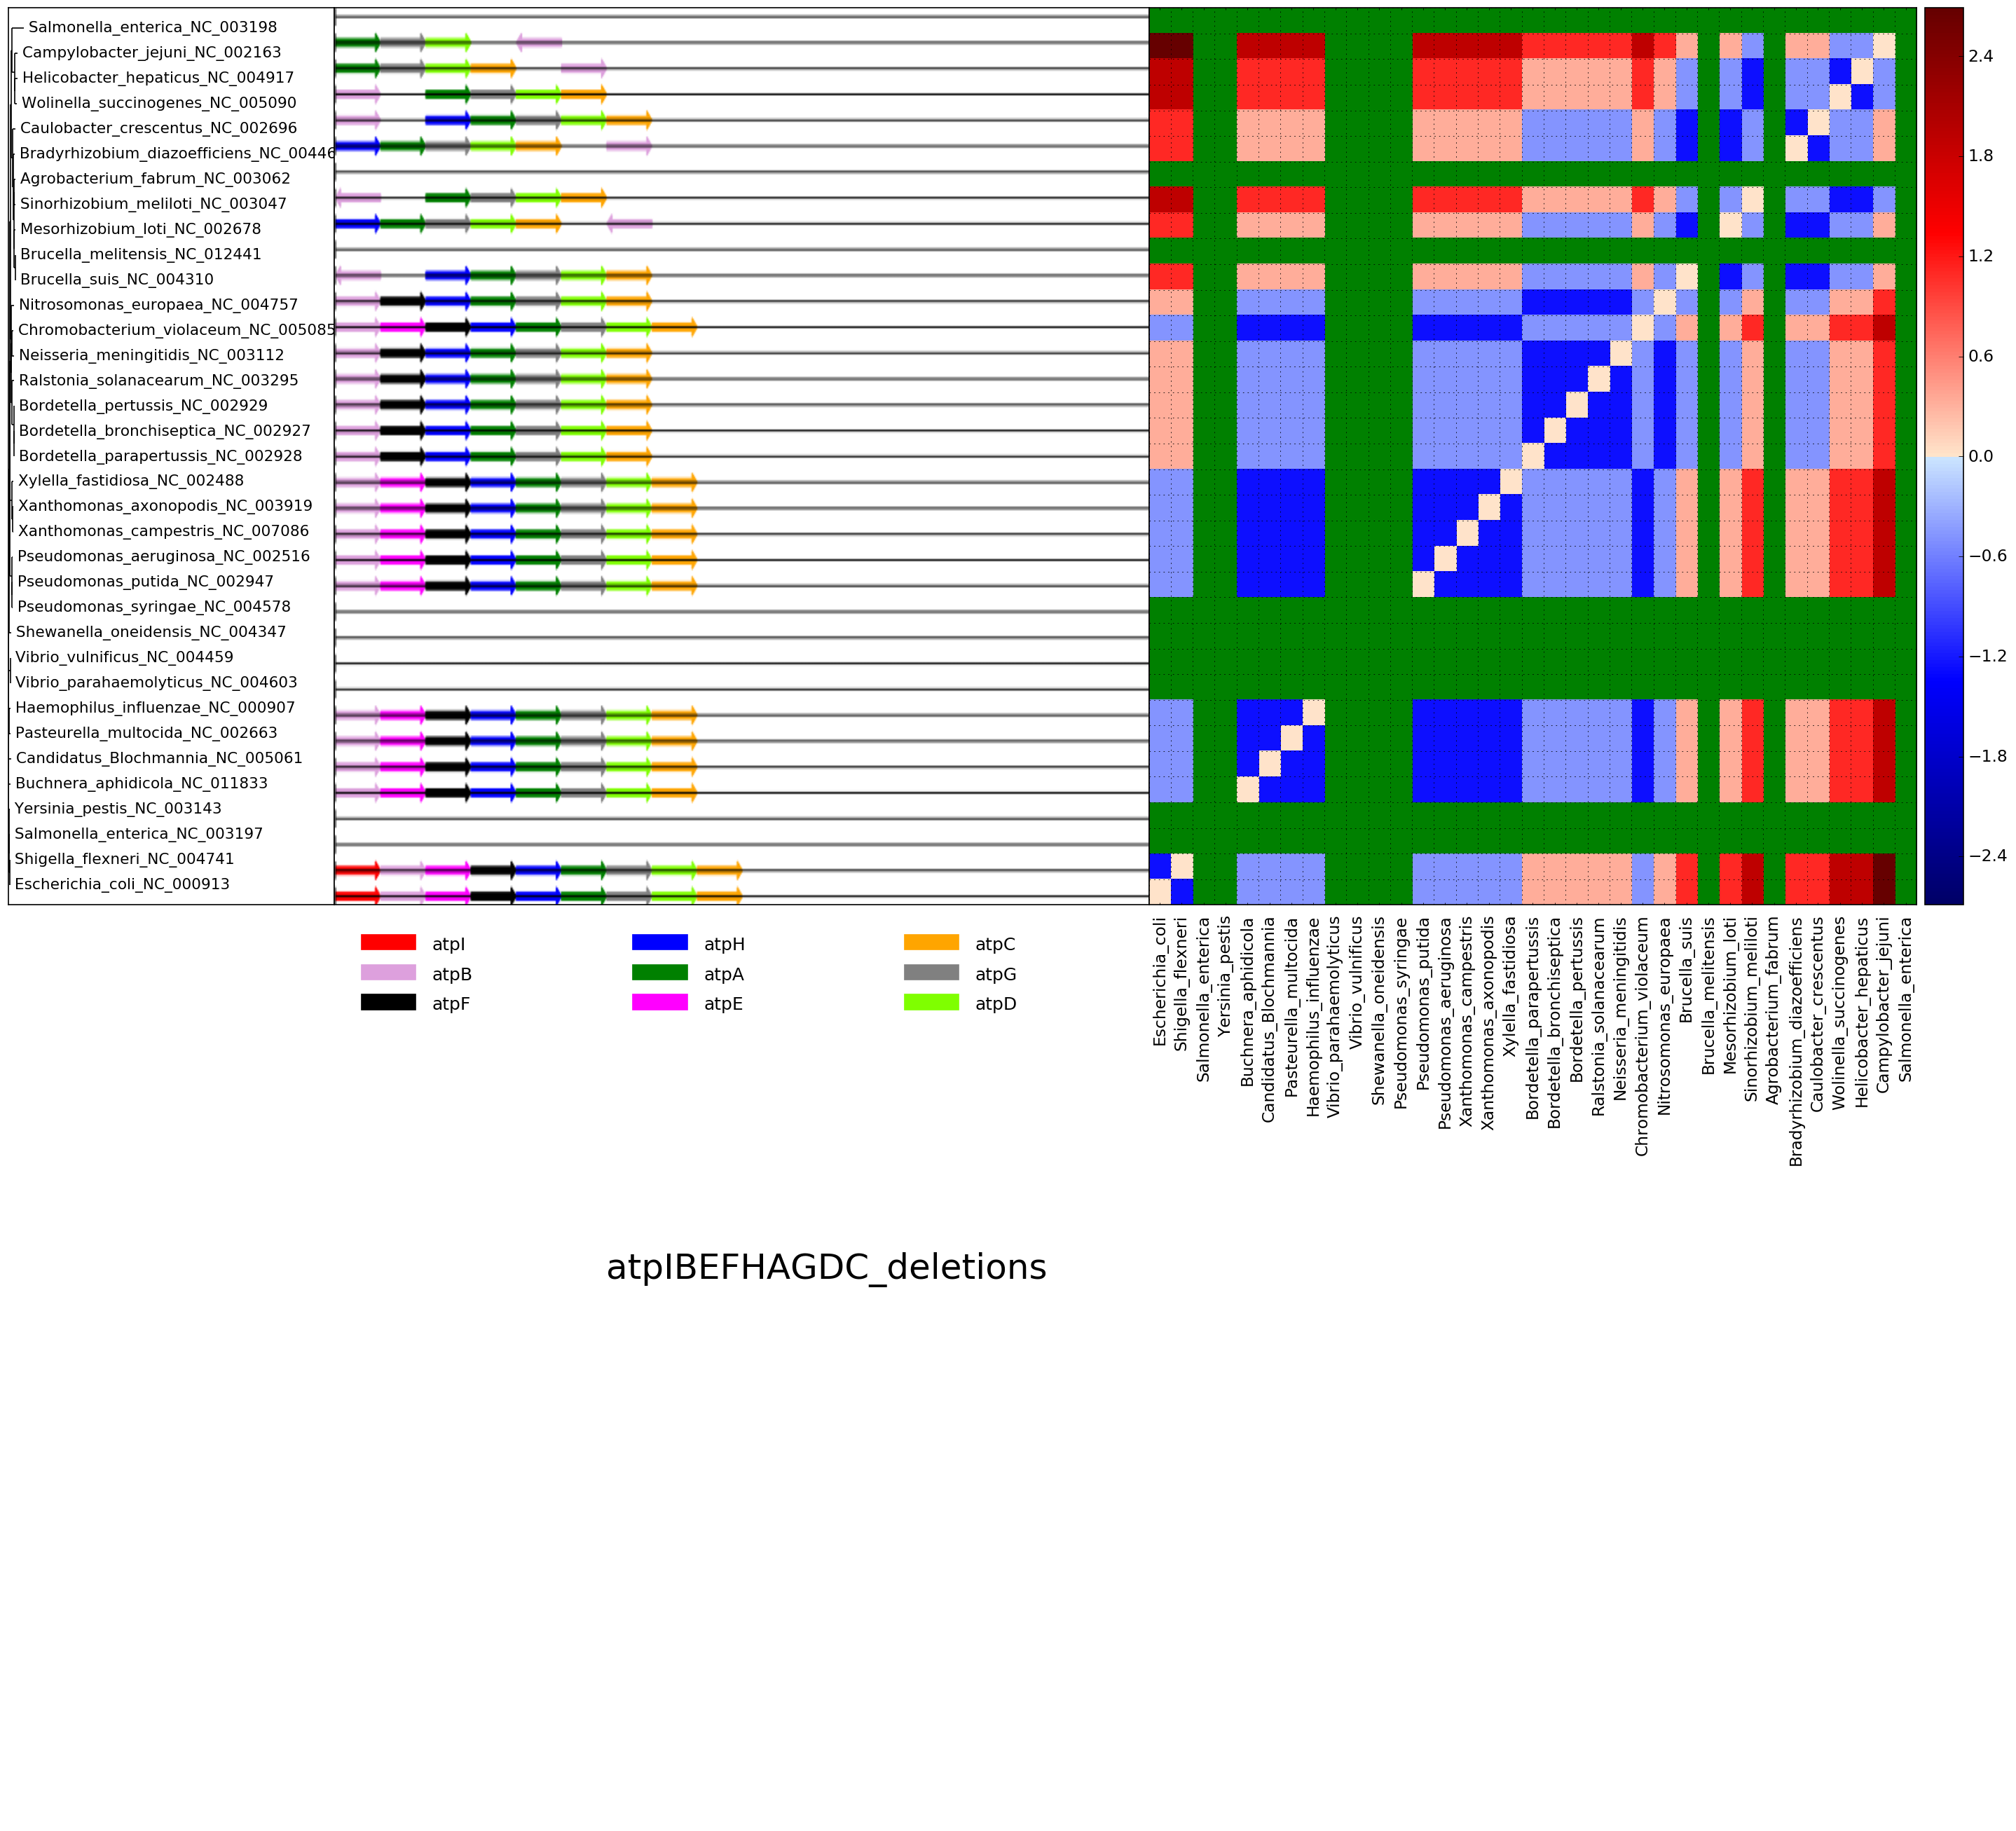 Salmonella_enterica_NC_003198
Campylobacter_jejuni_NC_002163
Helicobacter_hepaticus_NC_004917
Wolinella_succinogenes_NC_005090
Caulobacter_crescentus_NC_002696
Bradyrhizobium_diazoefficiens_NC_00446
Agrobacterium_fabrum_NC_003062
Sinorhizobium_meliloti_NC_003047
Mesorhizobium_loti_NC_002678
Brucella_melitensis_NC_012441
Brucella_suis_NC_004310
Nitrosomonas_europaea_NC_004757
Chromobacterium_violaceum_NC_005085
Neisseria_meningitidis_NC_003112
Ralstonia_solanacearum_NC_003295
Bordetella_pertussis_NC_002929
Bordetella_bronchiseptica_NC_002927
Bordetella_parapertussis_NC_002928
Xylella_fastidiosa_NC_002488
Xanthomonas_axonopodis_NC_003919
Xanthomonas_campestris_NC_007086
Pseudomonas_aeruginosa_NC_002516
Pseudomonas_putida_NC_002947
Pseudomonas_syringae_NC_004578
Shewanella_oneidensis_NC_004347
Vibrio_vulnificus_NC_004459
Vibrio_parahaemolyticus_NC_004603
Haemophilus_influenzae_NC_000907
Pasteurella_multocida_NC_002663
Candidatus_Blochmannia_NC_005061
Buchnera_aphidicola_NC_011833
Yersinia_pestis_NC_003143
Salmonella_enterica_NC_003197
Shigella_flexneri_NC_004741
Escherichia_coli_NC_000913
2.4
1.8
1.2
0.6
0.0
−0.6
−1.2
−1.8
−2.4
Escherichia_coli
Shigella_flexneri
Salmonella_enterica
Yersinia_pestis
Buchnera_aphidicola
Candidatus_Blochmannia
Pasteurella_multocida
Haemophilus_influenzae
Vibrio_parahaemolyticus
Vibrio_vulnificus
Shewanella_oneidensis
Pseudomonas_syringae
Pseudomonas_putida
Pseudomonas_aeruginosa
Xanthomonas_campestris
Xanthomonas_axonopodis
Xylella_fastidiosa
Bordetella_parapertussis
Bordetella_bronchiseptica
Bordetella_pertussis
Ralstonia_solanacearum
Neisseria_meningitidis
Chromobacterium_violaceum
Nitrosomonas_europaea
Brucella_suis
Brucella_melitensis
Mesorhizobium_loti
Sinorhizobium_meliloti
Agrobacterium_fabrum
Bradyrhizobium_diazoefficiens
Caulobacter_crescentus
Wolinella_succinogenes
Helicobacter_hepaticus
Campylobacter_jejuni
Salmonella_enterica
atpI
atpB
atpF
atpH
atpA
atpE
atpC
atpG
atpD
atpIBEFHAGDC_deletions